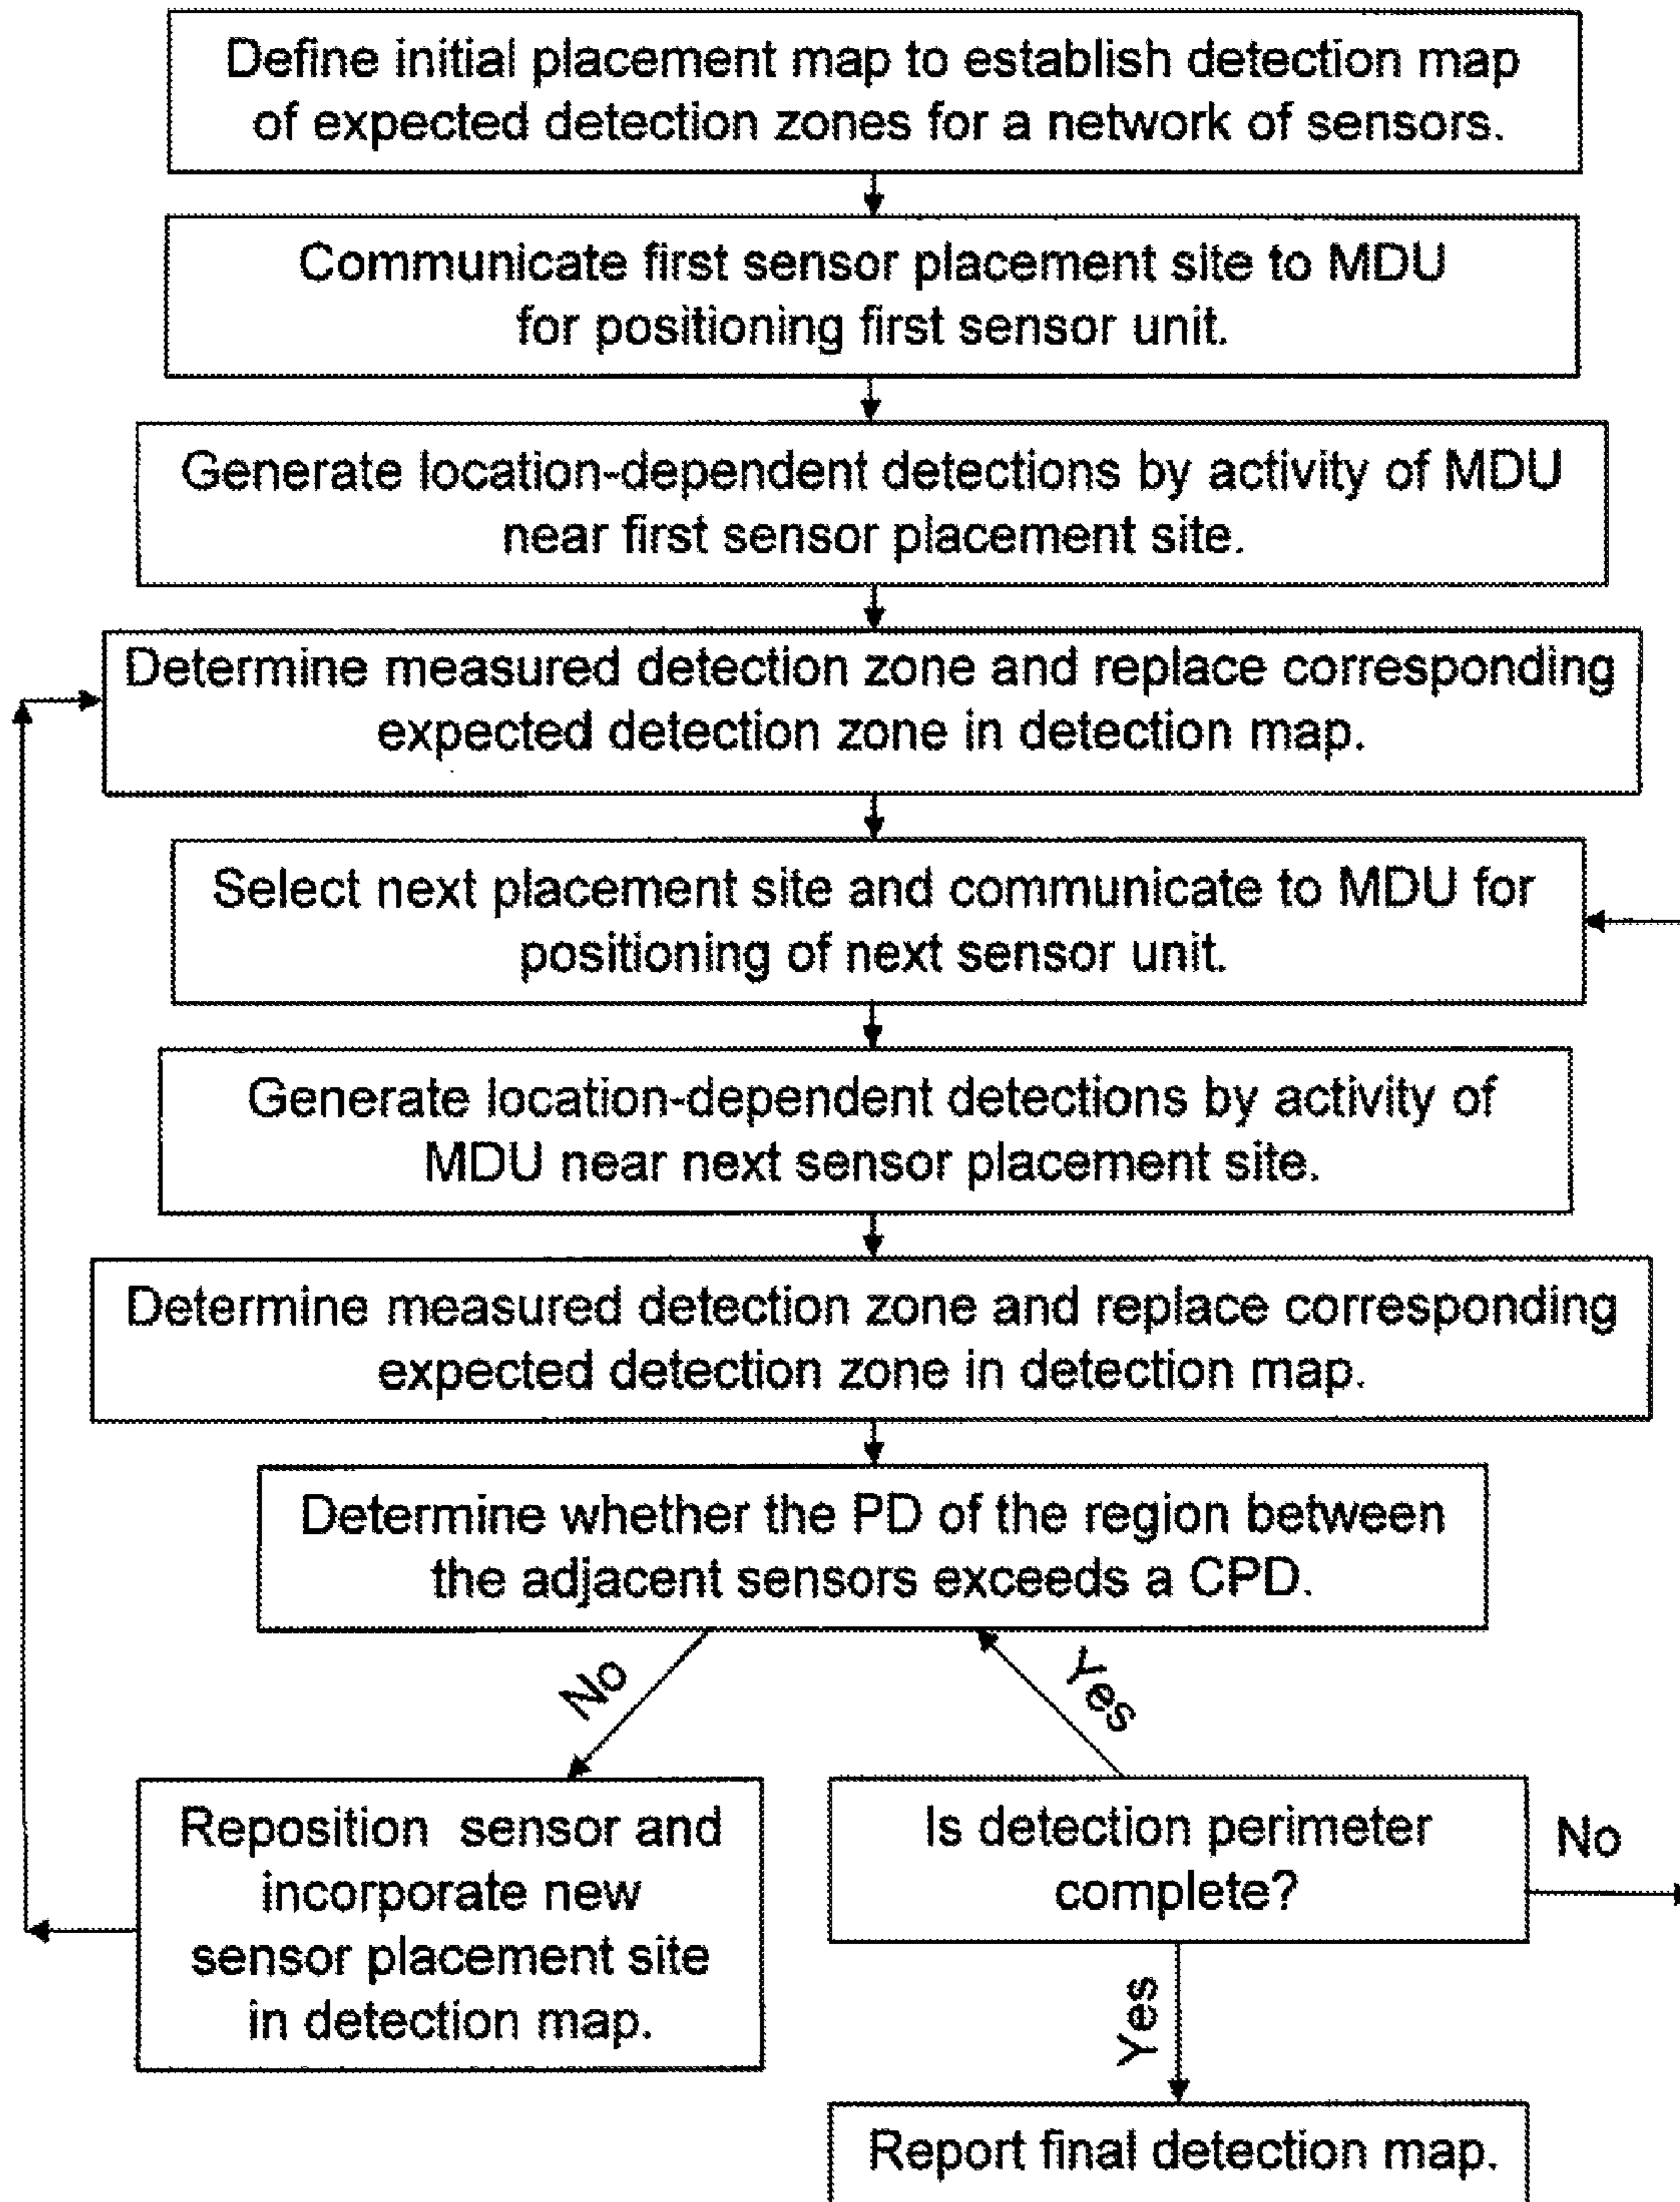 Define initial placement map to establish detection map
of expected detection zones for a network of sensors.
Communicate first sensor placement site to MDU
for positioning first sensor unit.
Generate location-dependent detections by activity of MDU
near first sensor placement site.
Determine measured detection zone and replace corresponding
expected detection zone in detection map.
Select next placement site and communicate to MDU for
positioning of next sensor unit.
Generate location-dependent detections by activity of
MDU near next sensor placement site.
Determine measured detection zone and replace corresponding
expected detection zone in detection map.
Determine whether the PD of the region between
the adjacent sensors exceeds a CPD.
No
Yes
Reposition sensor and
incorporate new
sensor placement site
in detection map.
Is detection perimeter
complete?
No
Yes
Report final detection map.